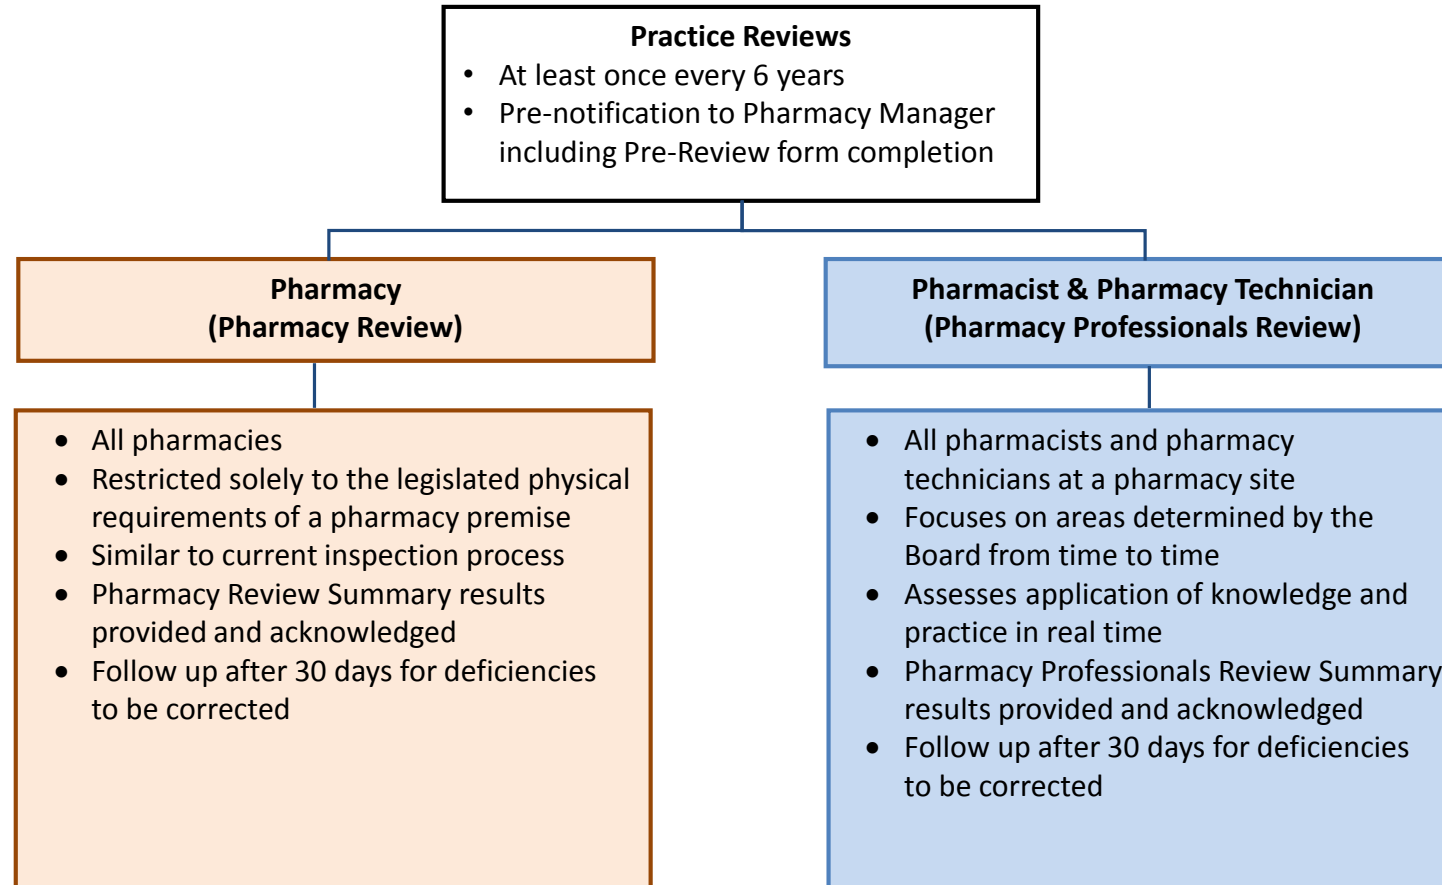 Practice Reviews
• At least once every 6 years
• Pre-notification to Pharmacy Manager
including Pre-Review form completion
Pharmacy
(Pharmacy Review)
• All pharmacies
• Restricted solely to the legislated physical
requirements of a pharmacy premise
• Similar to current inspection process
• Pharmacy Review Summary results
provided and acknowledged
• Follow up after 30 days for deficiencies
to be corrected
Pharmacist & Pharmacy Technician
(Pharmacy Professionals Review)
• All pharmacists and pharmacy
technicians at a pharmacy site
• Focuses on areas determined by the
Board from time to time
• Assesses application of knowledge and
practice in real time
• Pharmacy Professionals Review Summary
results provided and acknowledged
• Follow up after 30 days for deficiencies
to be corrected